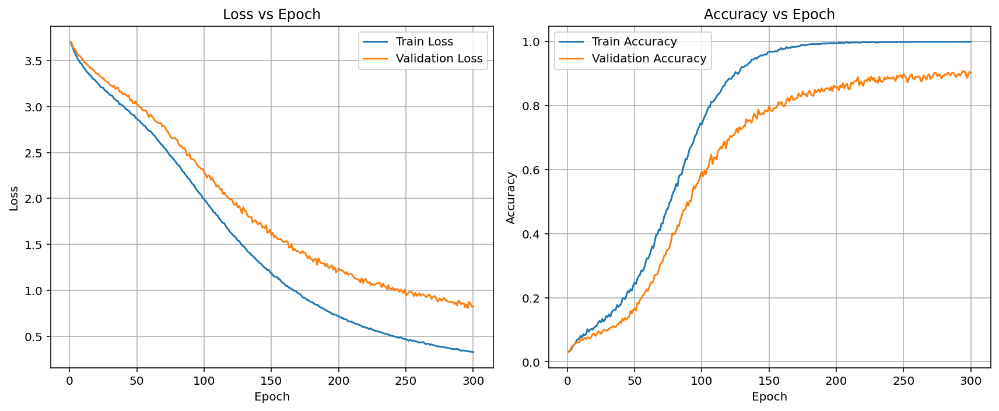 Loss vs Epoch
Train Loss
Validation Loss
3.5
3.0
2.5
2.0
1.5
1.0
0.5
Loss
0 50 100 150 200 250 300
Epoch
Accuracy vs Epoch
Train Accuracy
Validation Accuracy
1.0
0.8
0.6
0.4
0.2
0.0
Accuracy
0 50 100 150 200 250 300
Epoch